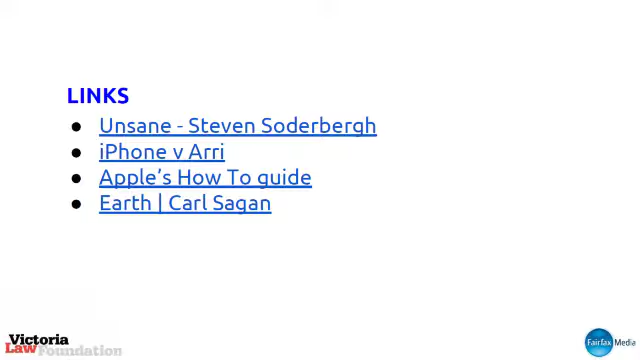 LINKS
● Unsane - Steven Soderbergh
● iPhone v Arri
● Apple’s How To guide
● Earth | Carl Sagan
Victoria
Law Foundation
Fairfax Media